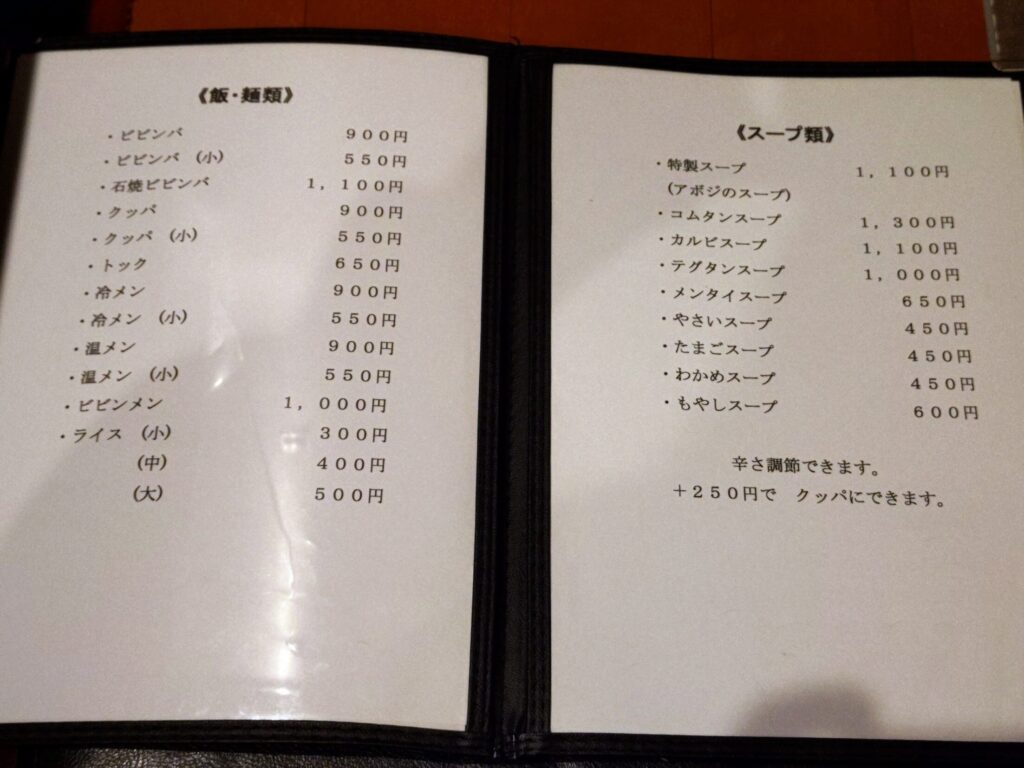 《飯・麺類》
・ビビンバ 900円
・ビビンバ (小) 550円
・石焼ビビンバ 1,100円
・クッパ 900円
・クッパ (小) 550円
・トック 650円
・冷メン 900円
・冷メン (小) 550円
・温メン 900円
・温メン (小) 550円
・ビビンメン 1,000円
・ライス (小) 300円
(中) 400円
(大) 500円
《スープ類》
・特製スープ 1,100円
(アボジのスープ)
・コムタンスープ 1,300円
・カルビスープ 1,100円
・テグタンスープ 1,000円
・メンタイスープ 650円
・やさいスープ 450円
・たまごスープ 450円
・わかめスープ 450円
・もやしスープ 600円
辛さ調節できます。
+250円で クッパにできます。